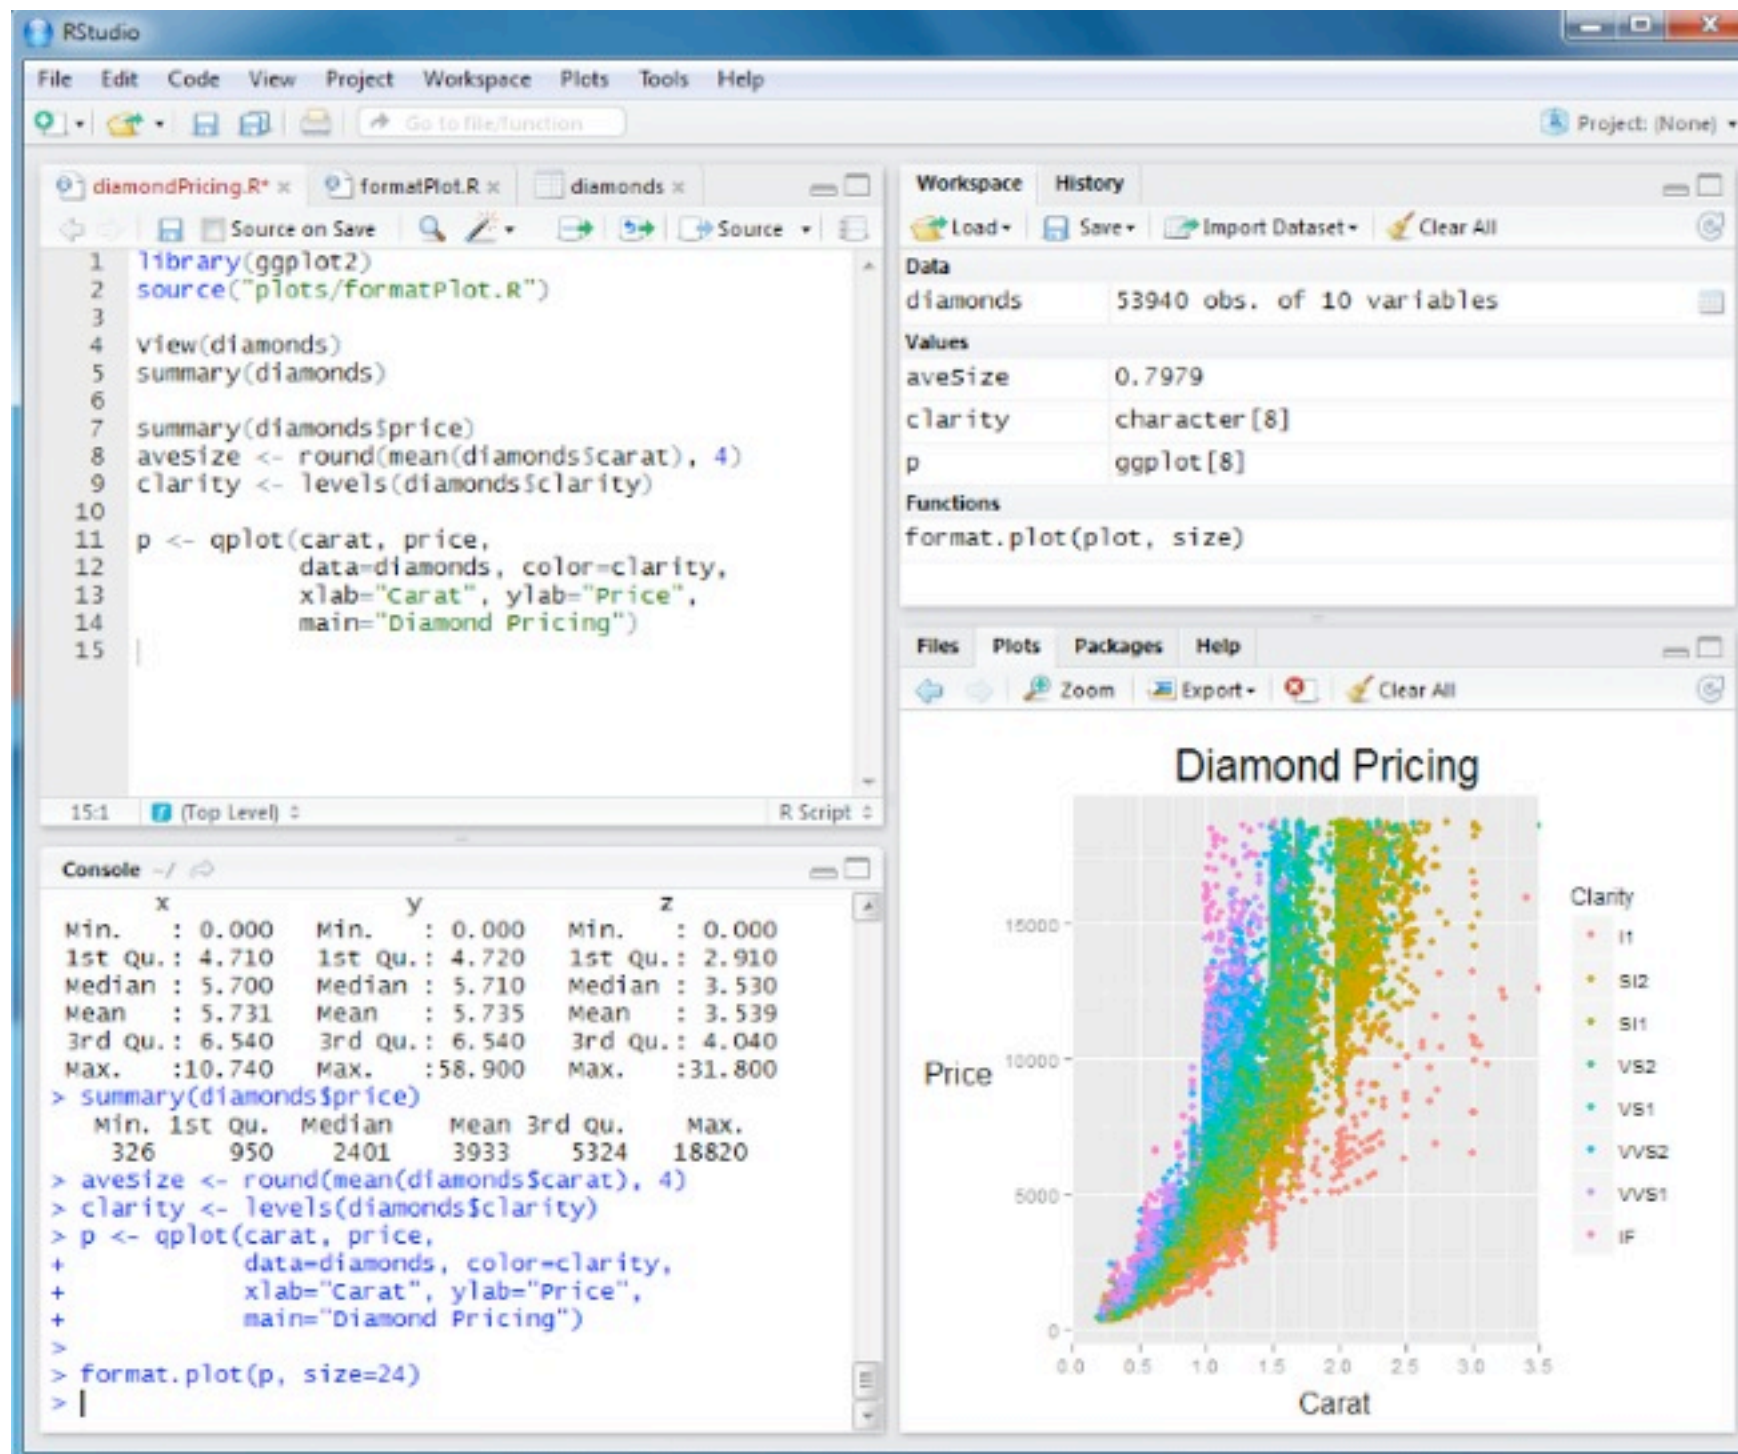 RStudio
File Edit Code View Project Workspace Plots Tools Help
Go to file/function
Project: (None)
diamondPricing.R* formatPlot.R diamonds
Source on Save Source
1 library(ggplot2)
2 source("plots/formatPlot.R")
3
4 view(diamonds)
5 summary(diamonds)
6
7 summary(diamonds$price)
8 aveSize <- round(mean(diamonds$carat), 4)
9 clarity <- levels(diamonds$clarity)
10
11 p <- qplot(carat, price,
12 data=diamonds, color=clarity,
13 xlab="Carat", ylab="Price",
14 main="Diamond Pricing")
15
15:1 (Top Level) R Script
Console ~/
x y z
Min. : 0.000 Min. : 0.000 Min. : 0.000
1st Qu.: 4.710 1st Qu.: 4.720 1st Qu.: 2.910
Median : 5.700 Median : 5.710 Median : 3.530
Mean : 5.731 Mean : 5.735 Mean : 3.539
3rd Qu.: 6.540 3rd Qu.: 6.540 3rd Qu.: 4.040
Max. :10.740 Max. :58.900 Max. :31.800
> summary(diamonds$price)
Min. 1st Qu. Median Mean 3rd Qu. Max.
326 950 2401 3933 5324 18820
> aveSize <- round(mean(diamonds$carat), 4)
> clarity <- levels(diamonds$clarity)
> p <- qplot(carat, price,
+ data=diamonds, color=clarity,
+ xlab="Carat", ylab="Price",
+ main="Diamond Pricing")
>
> format.plot(p, size=24)
>
Workspace History
Load Save Import Dataset Clear All
Data
diamonds 53940 obs. of 10 variables
Values
aveSize 0.7979
clarity character[8]
p ggplot[8]
Functions
format.plot(plot, size)
Files Plots Packages Help
Zoom Export Clear All
Diamond Pricing
Price
15000
10000
5000
0
0.0 0.5 1.0 1.5 2.0 2.5 3.0 3.5
Carat
Clarity
I1
SI2
SI1
VS2
VS1
VVS2
VVS1
IF